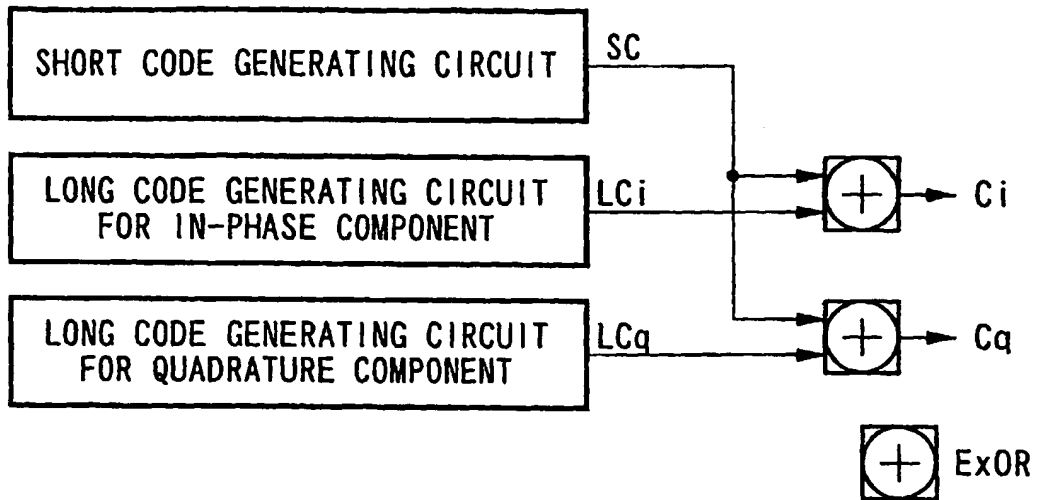 SHORT CODE GENERATING CIRCUIT
SC
LONG CODE GENERATING CIRCUIT
FOR IN-PHASE COMPONENT
LCi
Ci
LONG CODE GENERATING CIRCUIT
FOR QUADRATURE COMPONENT
LCq
Cq
ExOR